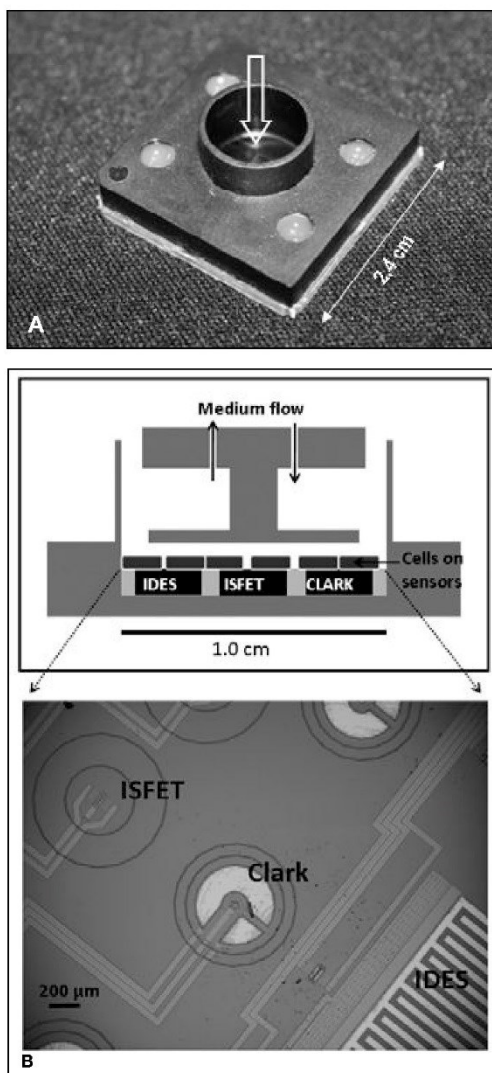 2.4 cm
A
Medium flow
Cells on
sensors
IDES ISFET CLARK
1.0 cm
ISFET
Clark
IDES
200 µm
B